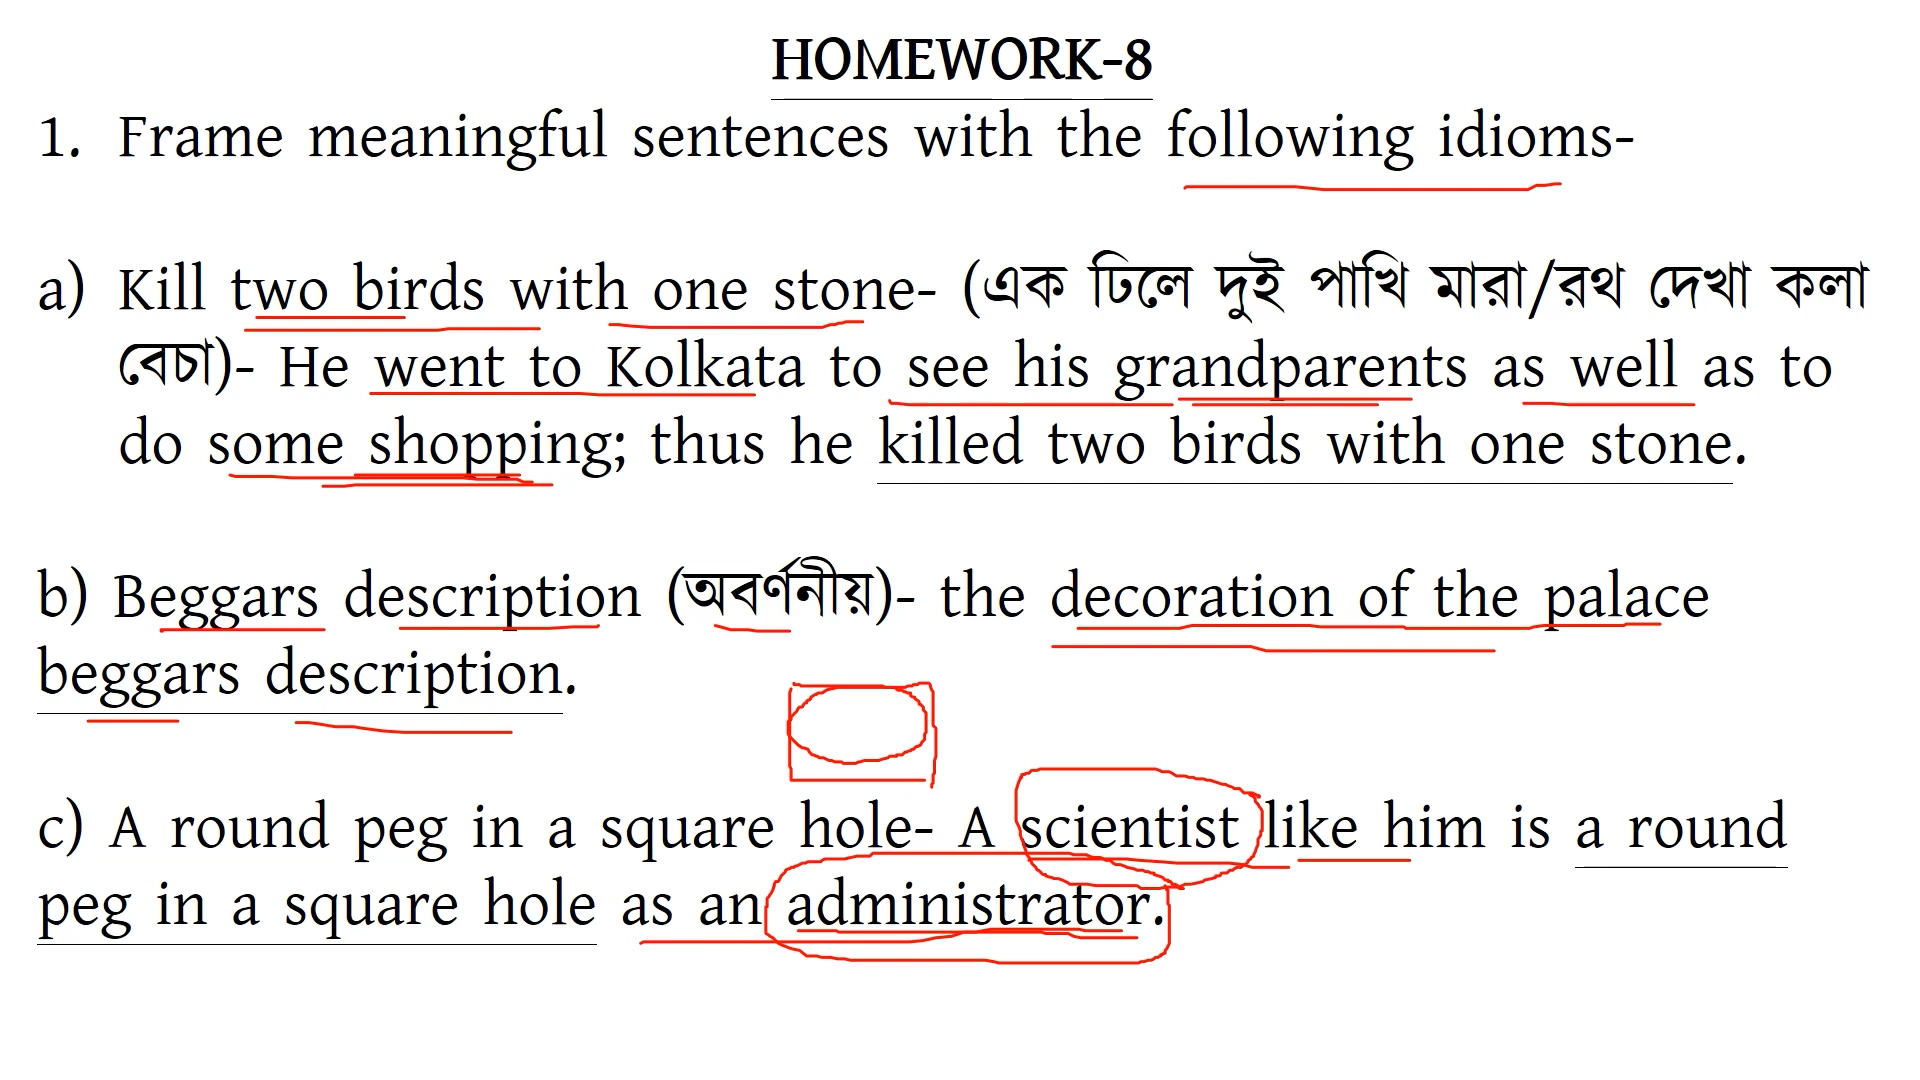 HOMEWORK-8
1. Frame meaningful sentences with the following idioms-
a) Kill two birds with one stone- (এক ঢিলে দুই পাখি মারা/রথ দেখা কলা
বেচা)- He went to Kolkata to see his grandparents as well as to
do some shopping; thus he killed two birds with one stone.
b) Beggars description (অবর্ণনীয়)- the decoration of the palace
beggars description.
c) A round peg in a square hole- A scientist like him is a round
peg in a square hole as an administrator.